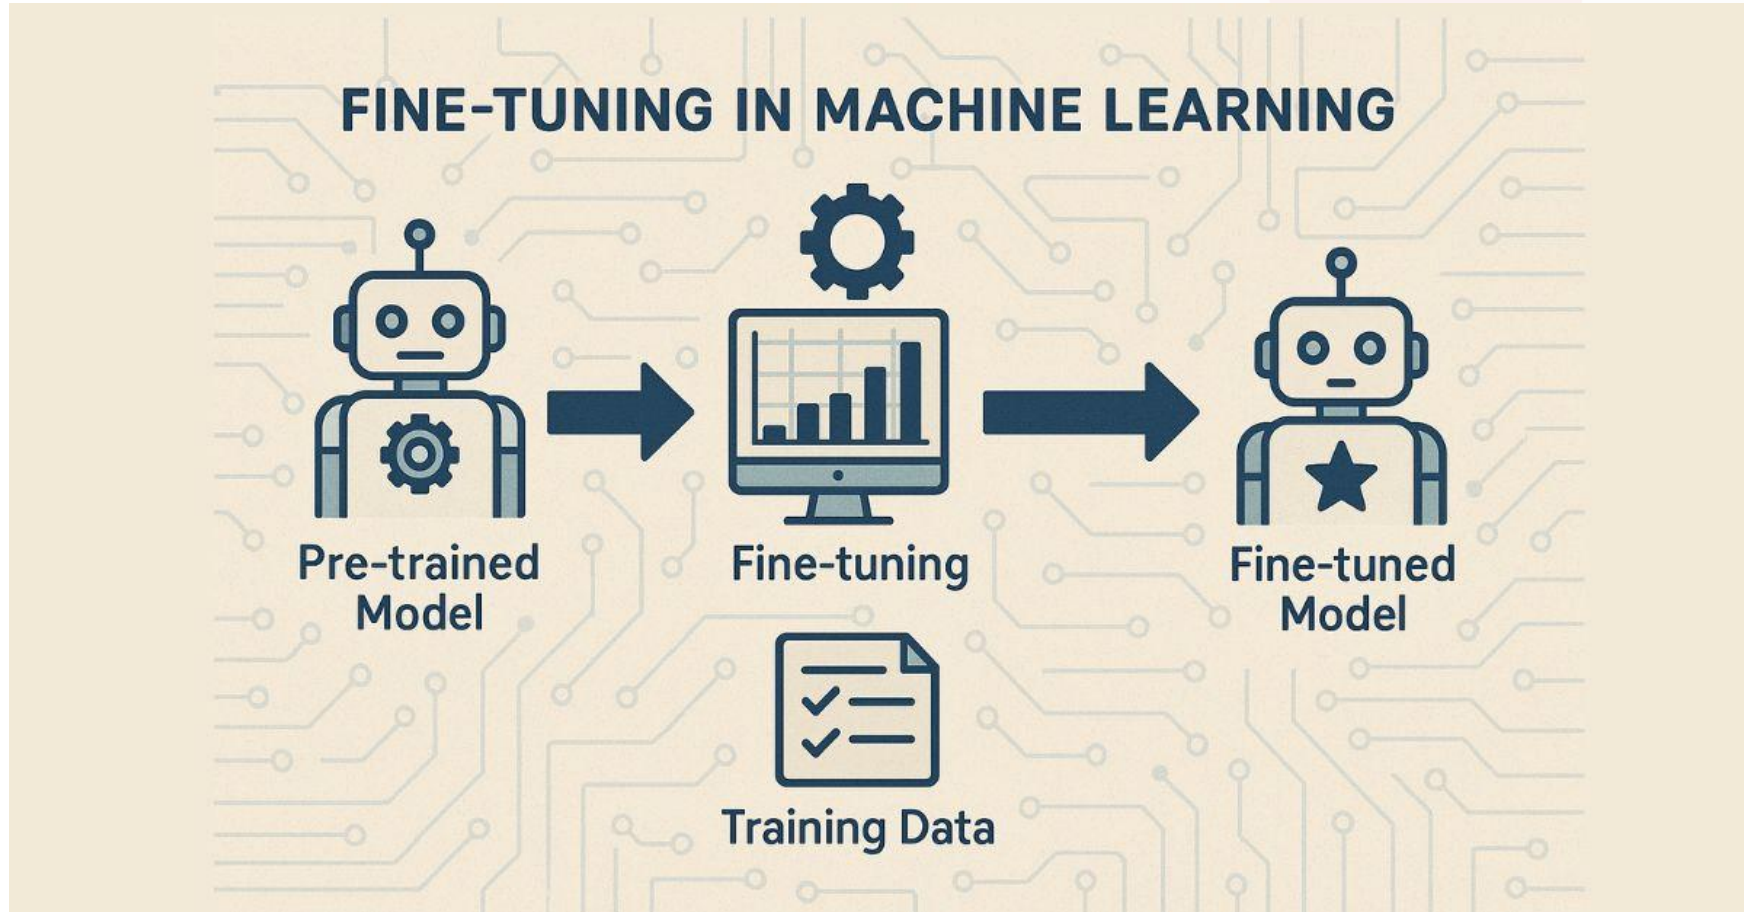 FINE-TUNING IN MACHINE LEARNING
Pre-trained
Model
Fine-tuning
Fine-tuned
Model
Training Data